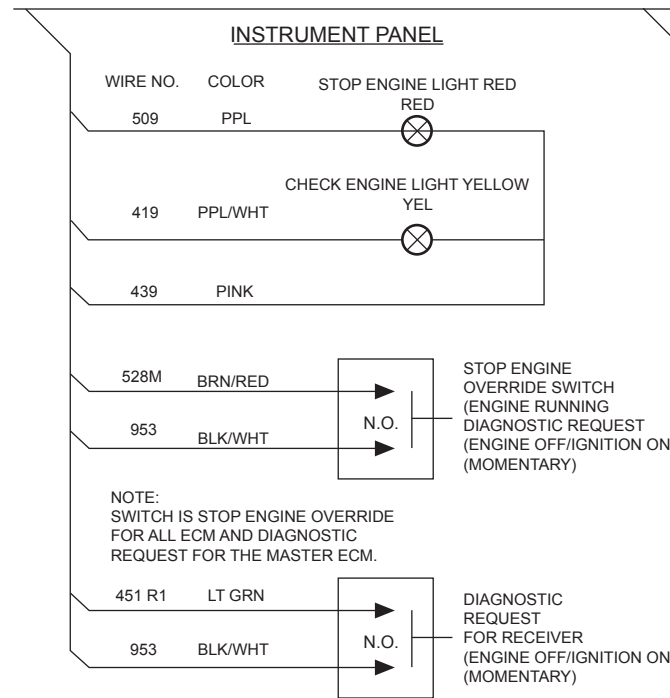 INSTRUMENT PANEL
WIRE NO. COLOR STOP ENGINE LIGHT RED
RED
509 PPL
CHECK ENGINE LIGHT YELLOW
YEL
419 PPL/WHT
439 PINK
528M BRN/RED
953 BLK/WHT
N.O.
STOP ENGINE
OVERRIDE SWITCH
(ENGINE RUNNING
DIAGNOSTIC REQUEST
(ENGINE OFF/IGNITION ON
(MOMENTARY)
NOTE:
SWITCH IS STOP ENGINE OVERRIDE
FOR ALL ECM AND DIAGNOSTIC
REQUEST FOR THE MASTER ECM.
451 R1 LT GRN
953 BLK/WHT
N.O.
DIAGNOSTIC
REQUEST
FOR RECEIVER
(ENGINE OFF/IGNITION ON
(MOMENTARY)